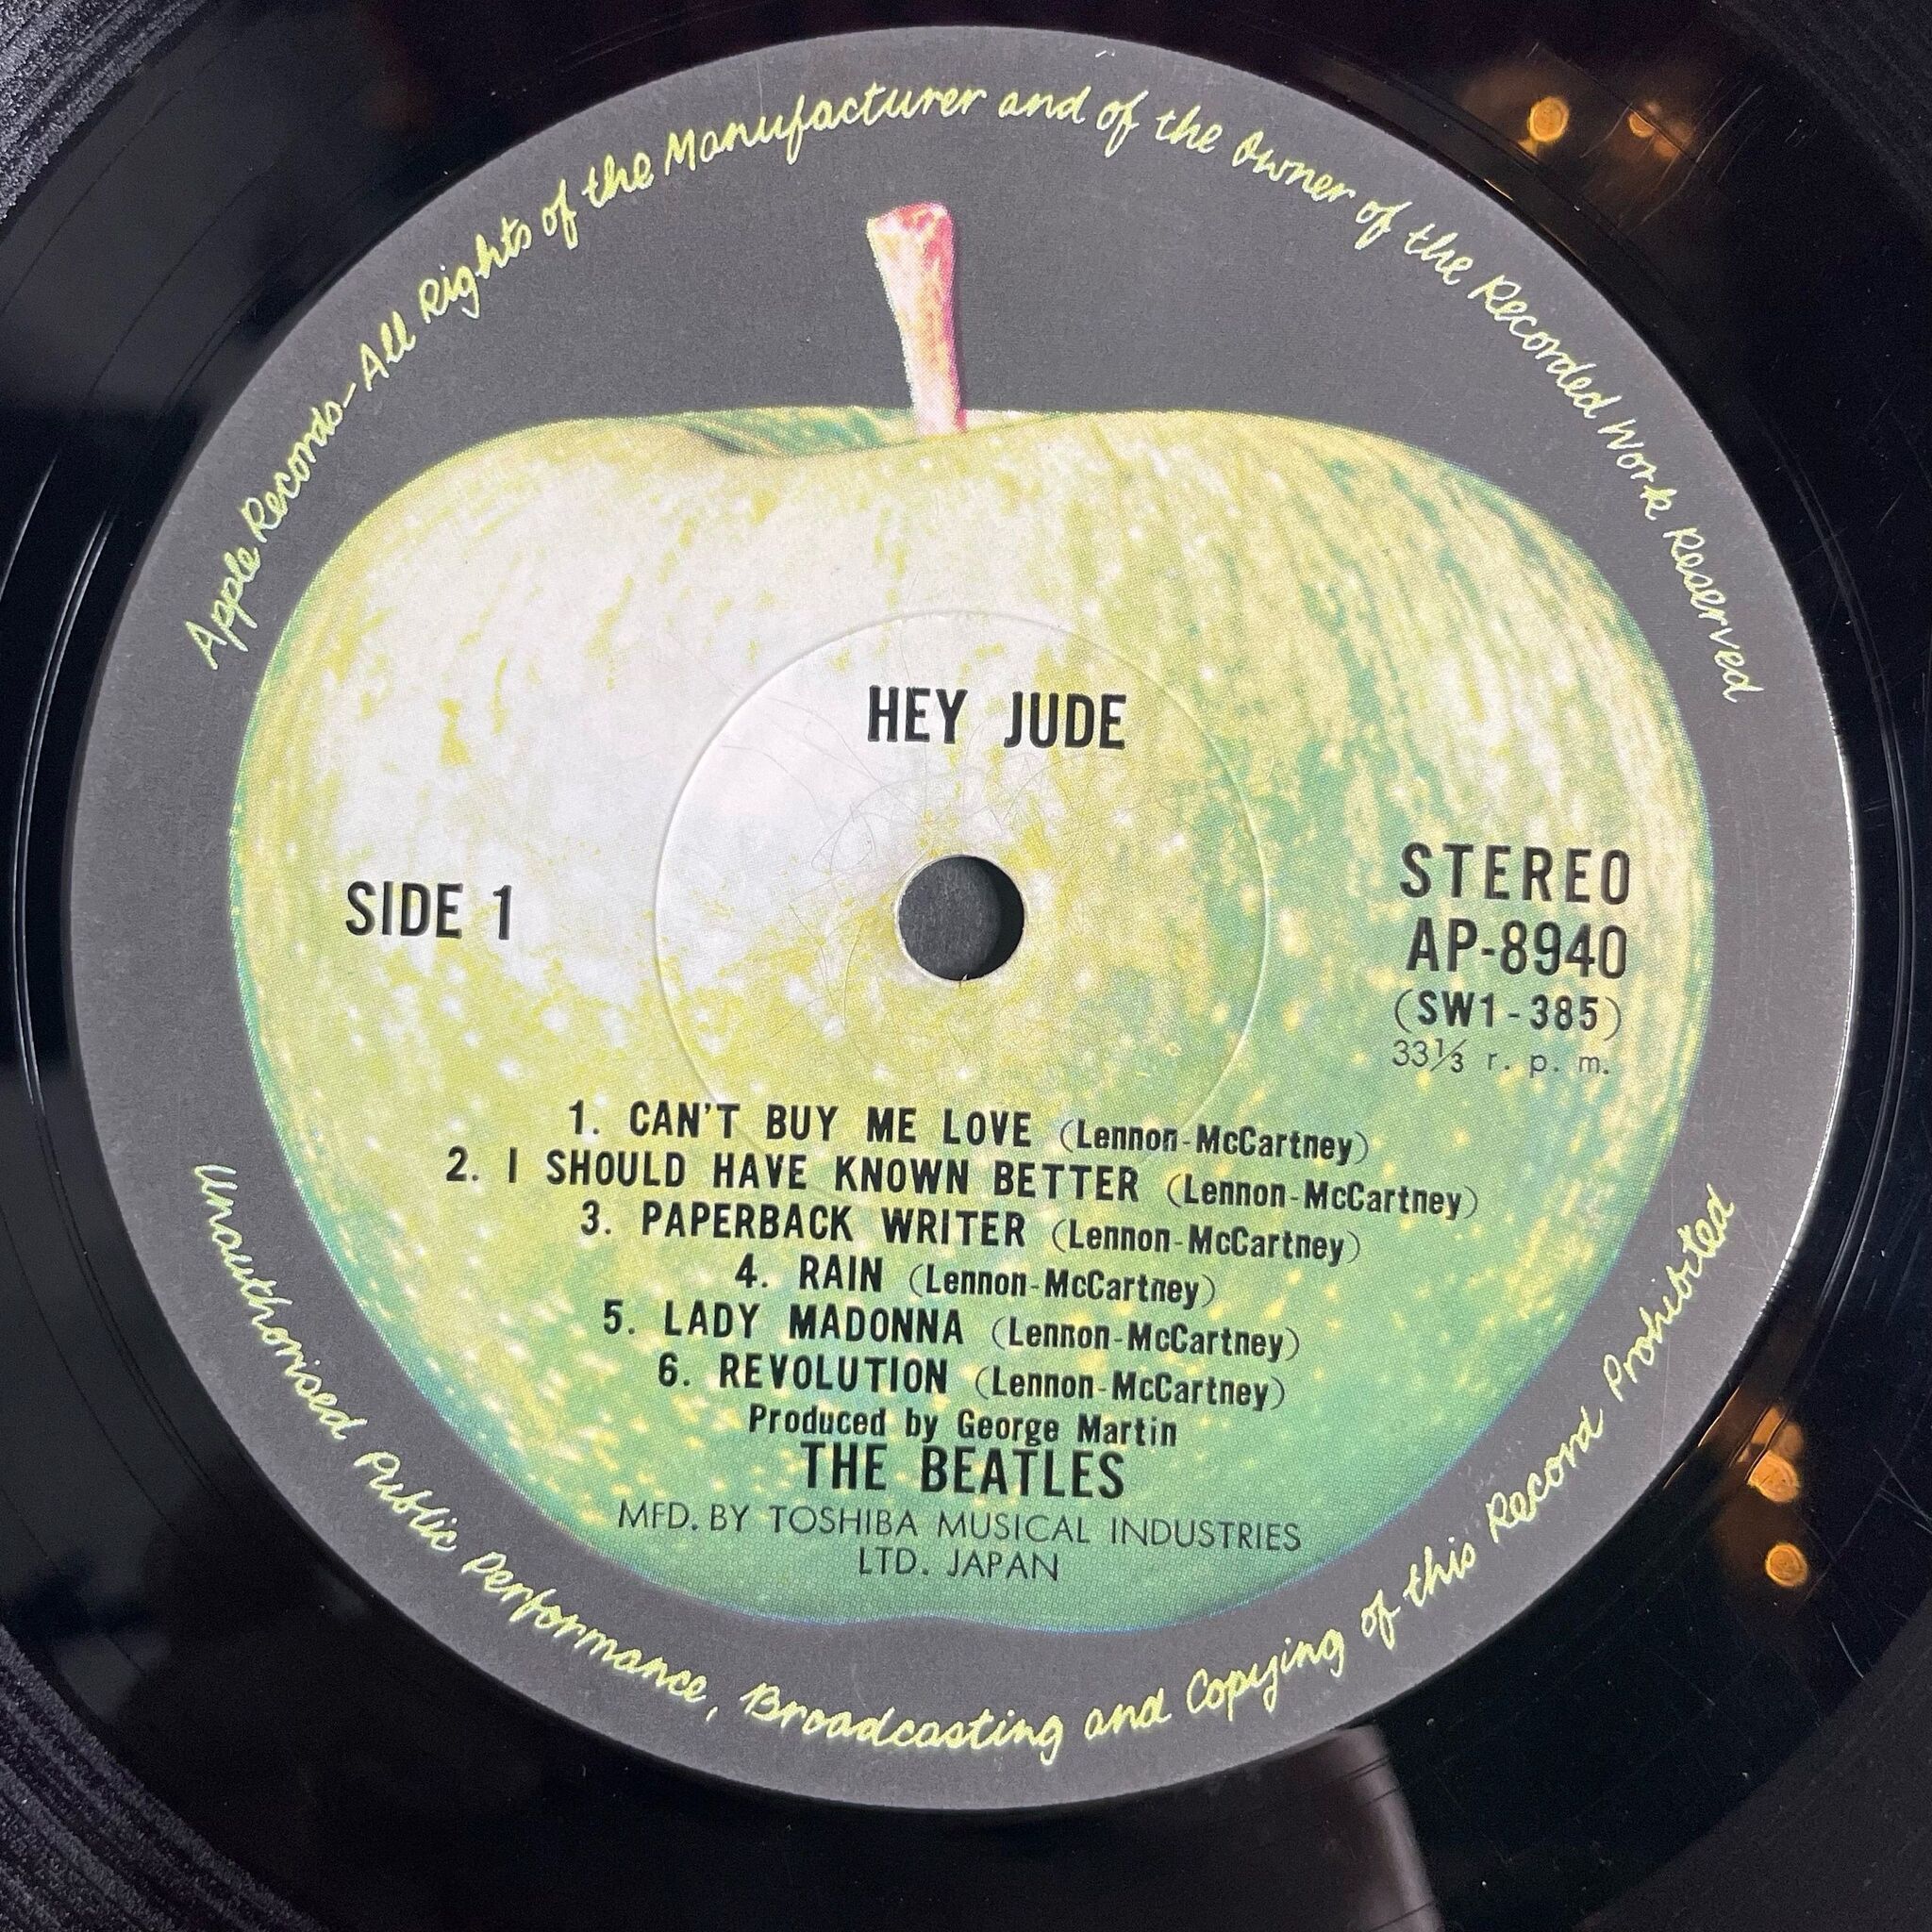 Apple Records-All Rights of the Manufacturer and of the Owner of the Recorded Work Reserved
HEY JUDE
SIDE 1
STEREO
AP-8940
(SW1-385)
33⅓ r. p. m.
1. CAN'T BUY ME LOVE (Lennon-McCartney)
2. I SHOULD HAVE KNOWN BETTER (Lennon-McCartney)
3. PAPERBACK WRITER (Lennon-McCartney)
4. RAIN (Lennon-McCartney)
5. LADY MADONNA (Lennon-McCartney)
6. REVOLUTION (Lennon-McCartney)
Produced by George Martin
THE BEATLES
MFD. BY TOSHIBA MUSICAL INDUSTRIES
LTD. JAPAN
Unauthorised Public Performance, Broadcasting and Copying of this Record Prohibited